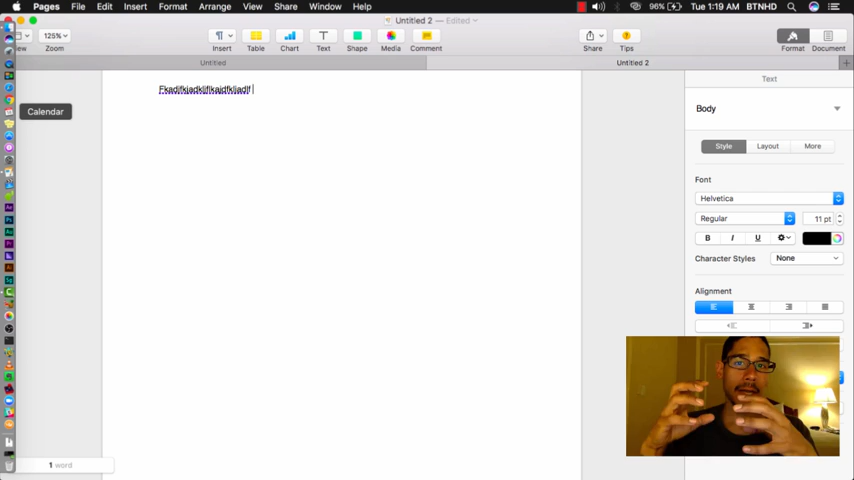 Pages File Edit Insert Format Arrange View Share Window Help 96% Tue 1:19 AM BTNHD
Untitled 2 — Edited
View 125% Zoom Insert Table Chart Text Shape Media Comment Share Tips Format Document
Untitled Untitled 2
Text
Calendar
Body
Style Layout More
Font
Helvetica
Regular 11 pt
B I U
Character Styles None
Alignment
1 word